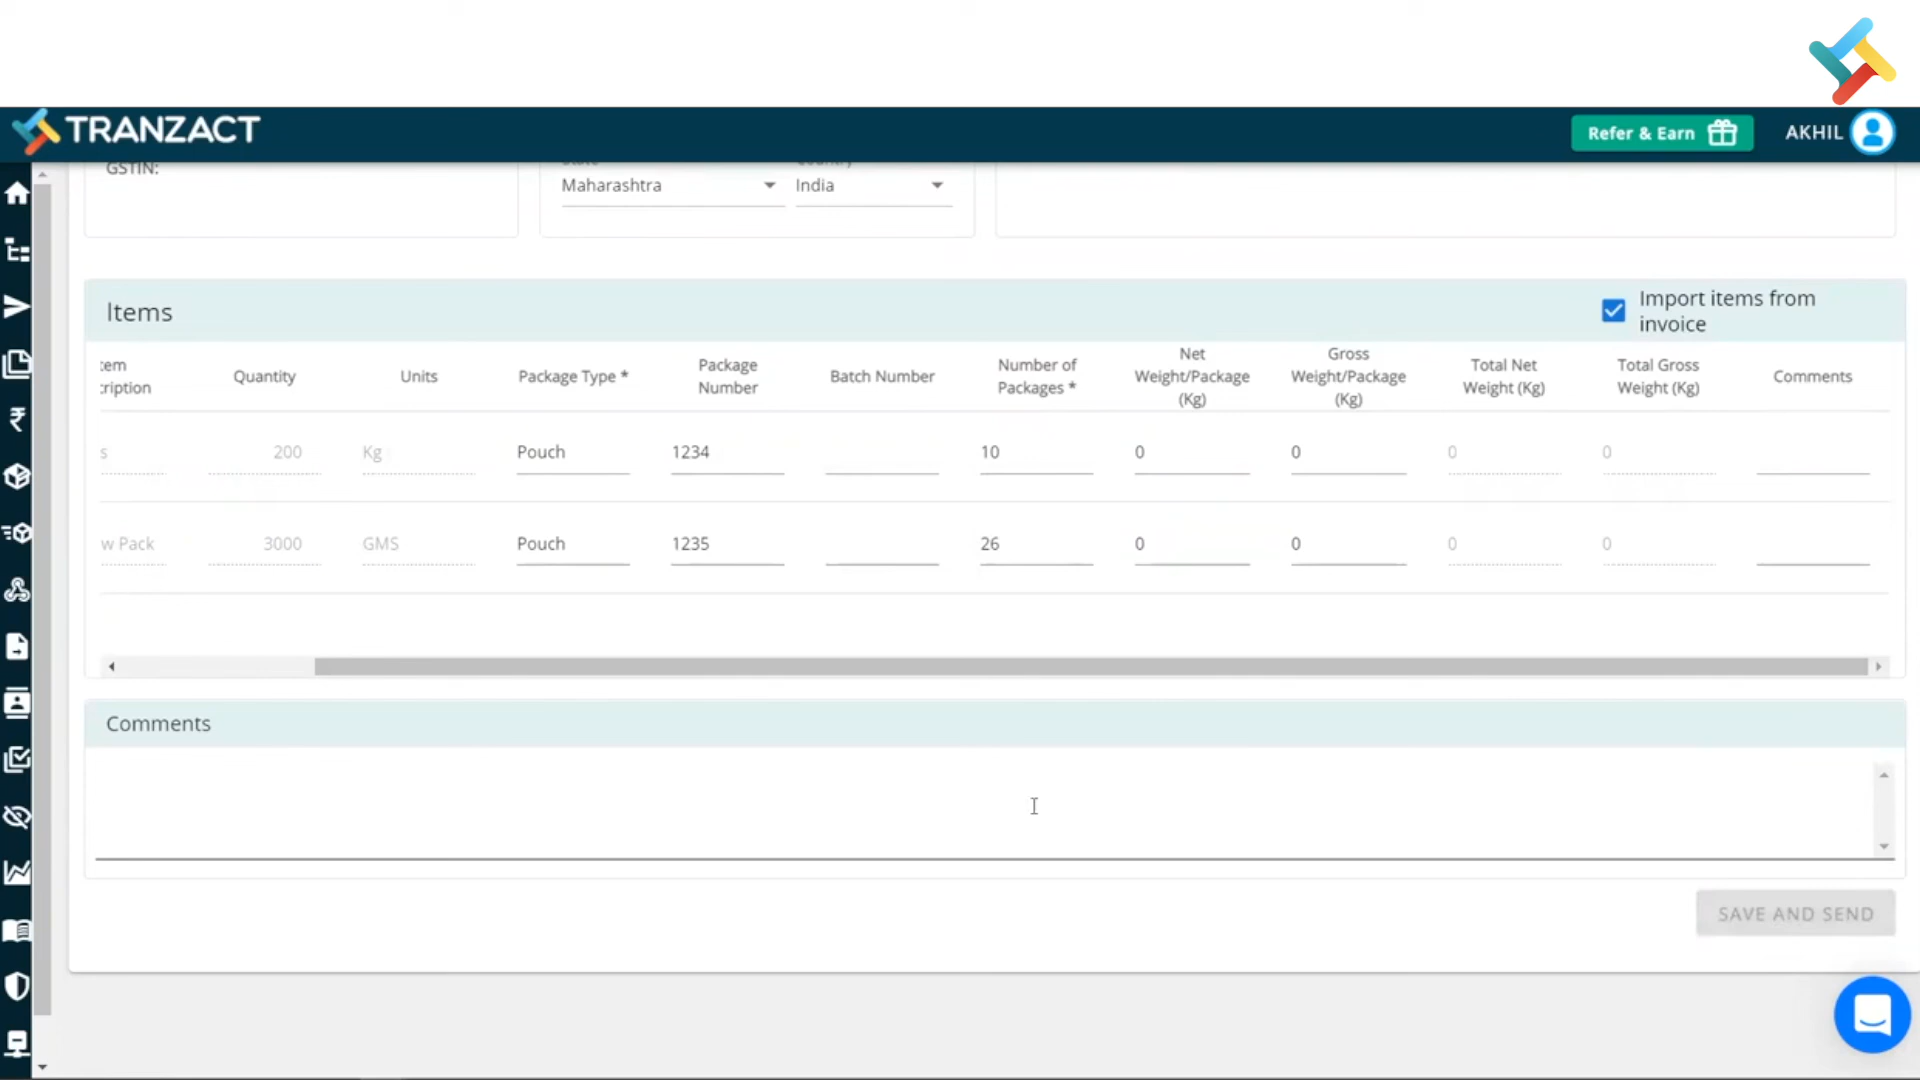 TRANZACT
Refer & Earn
AKHIL
GSTIN:
Maharashtra
India
Items
Import items from
invoice
Quantity
Units
Package Type *
Package
Number
Batch Number
Number of
Packages *
Net
Weight/Package
(Kg)
Gross
Weight/Package
(Kg)
Total Net
Weight (Kg)
Total Gross
Weight (Kg)
Comments
s 200 Kg Pouch 1234 10 0 0 0 0
w Pack 3000 GMS Pouch 1235 26 0 0 0 0
Comments
SAVE AND SEND